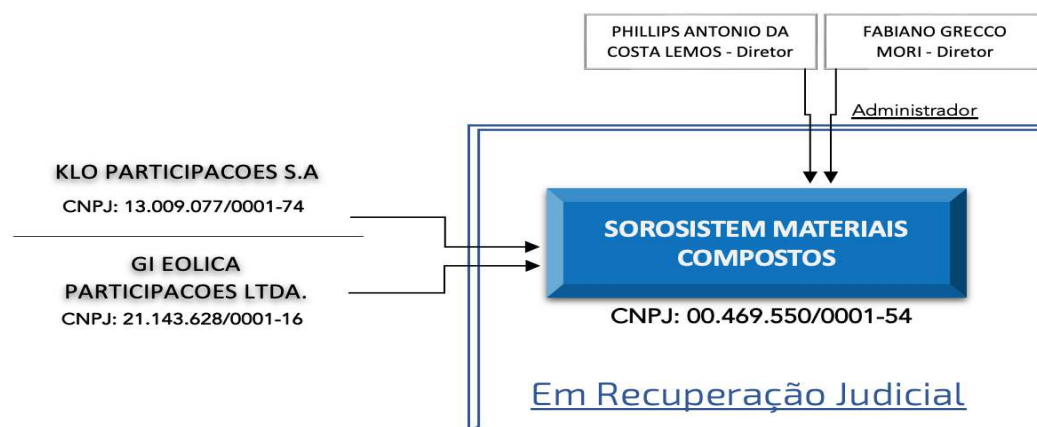 PHILLIPS ANTONIO DA
COSTA LEMOS - Diretor
FABIANO GRECCO
MORI - Diretor
Administrador
KLO PARTICIPACOES S.A
CNPJ: 13.009.077/0001-74
GI EOLICA
PARTICIPACOES LTDA.
CNPJ: 21.143.628/0001-16
SOROSISTEM MATERIAIS
COMPOSTOS
CNPJ: 00.469.550/0001-54
Em Recuperação Judicial